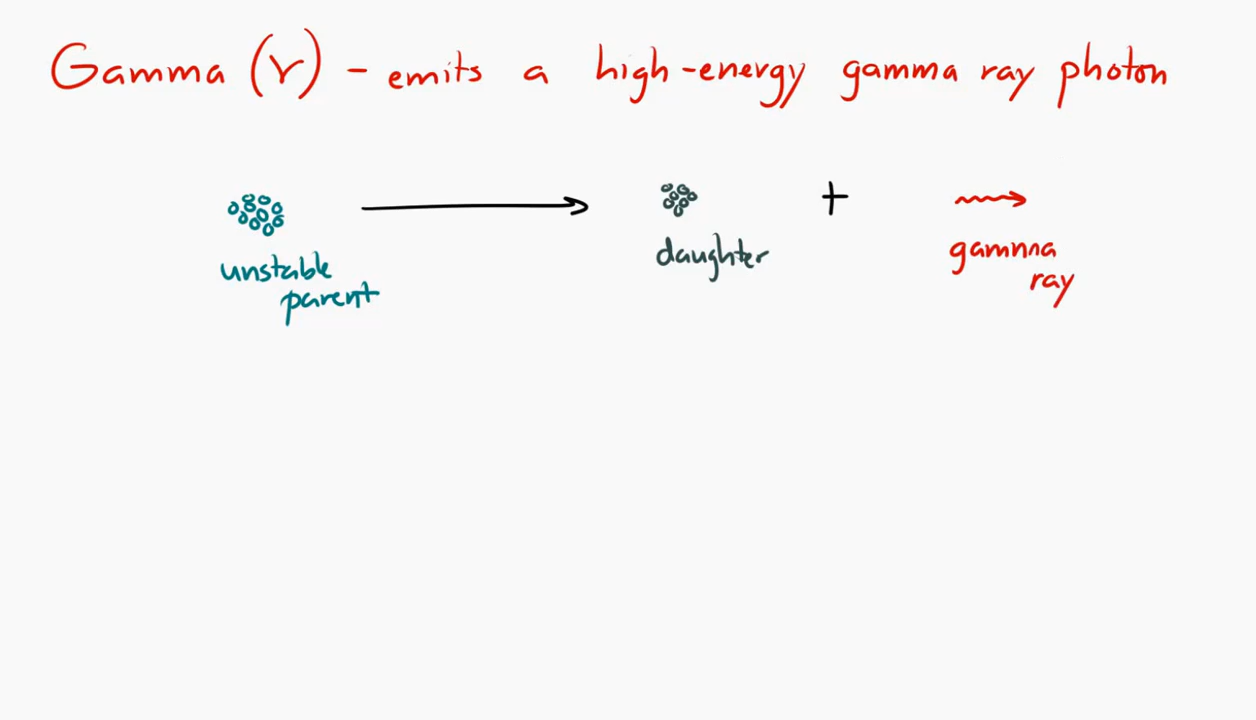 Gamma (γ) - emits a high-energy gamma ray photon
+
unstable
parent
daughter
gamma
ray